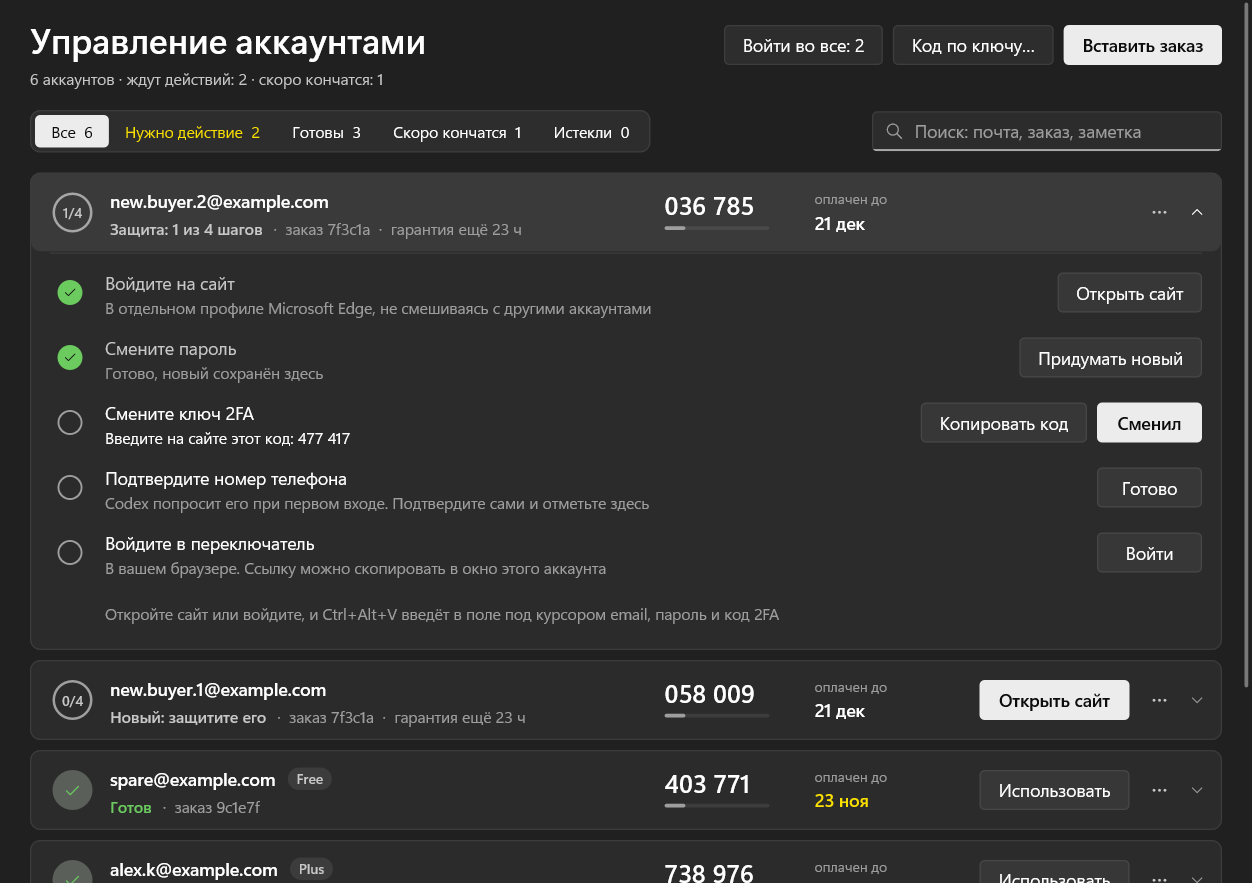 Управление аккаунтами
Войти во все: 2
Код по ключу...
Вставить заказ
6 аккаунтов · ждут действий: 2 · скоро кончатся: 1
Все 6
Нужно действие 2
Готовы 3
Скоро кончатся 1
Истекли 0
Поиск: почта, заказ, заметка
1/4
new.buyer.2@example.com
Защита: 1 из 4 шагов · заказ 7f3c1a · гарантия ещё 23 ч
036 785
оплачен до
21 дек
Войдите на сайт
В отдельном профиле Microsoft Edge, не смешиваясь с другими аккаунтами
Открыть сайт
Смените пароль
Готово, новый сохранён здесь
Придумать новый
Смените ключ 2FA
Введите на сайте этот код: 477 417
Копировать код
Сменил
Подтвердите номер телефона
Codex попросит его при первом входе. Подтвердите сами и отметьте здесь
Готово
Войдите в переключатель
В вашем браузере. Ссылку можно скопировать в окно этого аккаунта
Войти
Откройте сайт или войдите, и Ctrl+Alt+V введёт в поле под курсором email, пароль и код 2FA
0/4
new.buyer.1@example.com
Новый: защитите его · заказ 7f3c1a · гарантия ещё 23 ч
058 009
оплачен до
21 дек
Открыть сайт
spare@example.com Free
Готов · заказ 9c1e7f
403 771
оплачен до
23 ноя
Использовать
alex.k@example.com Plus
738 976
оплачен до
Использовать